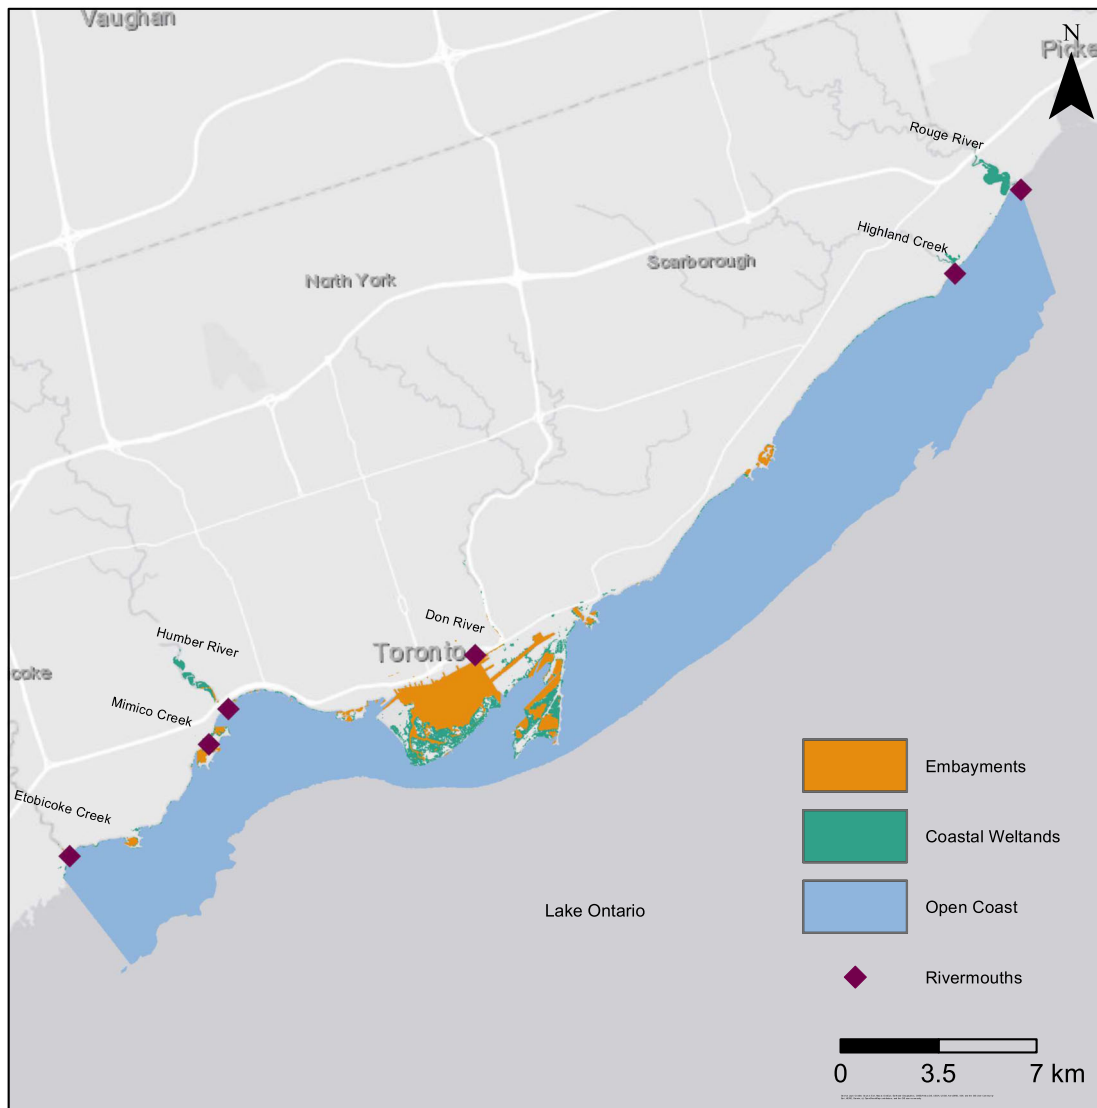 Vaughan
N
Picke
Rouge River
Highland Creek
Scarborough
North York
Don River
Toronto
Humber River
coke
Mimico Creek
Etobicoke Creek
Embayments
Coastal Weltands
Open Coast
Lake Ontario
Rivermouths
0 3.5 7 km